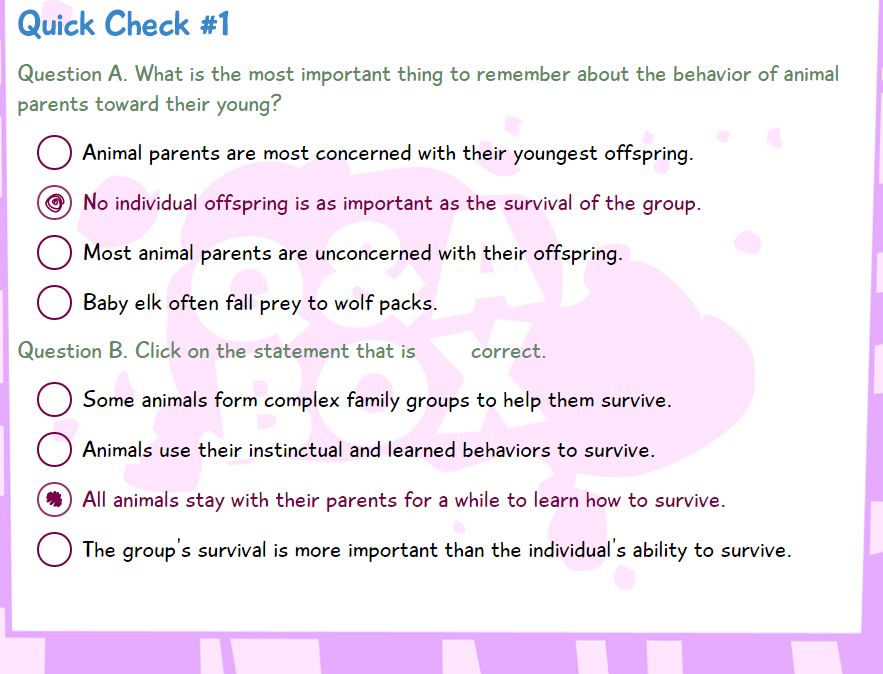 Quick Check #1
Question A. What is the most important thing to remember about the behavior of animal
parents toward their young?
Animal parents are most concerned with their youngest offspring.
No individual offspring is as important as the survival of the group.
Most animal parents are unconcerned with their offspring.
Baby elk often fall prey to wolf packs.
Question B. Click on the statement that is correct.
Some animals form complex family groups to help them survive.
Animals use their instinctual and learned behaviors to survive.
All animals stay with their parents for a while to learn how to survive.
The group's survival is more important than the individual's ability to survive.
Q&A
BOX